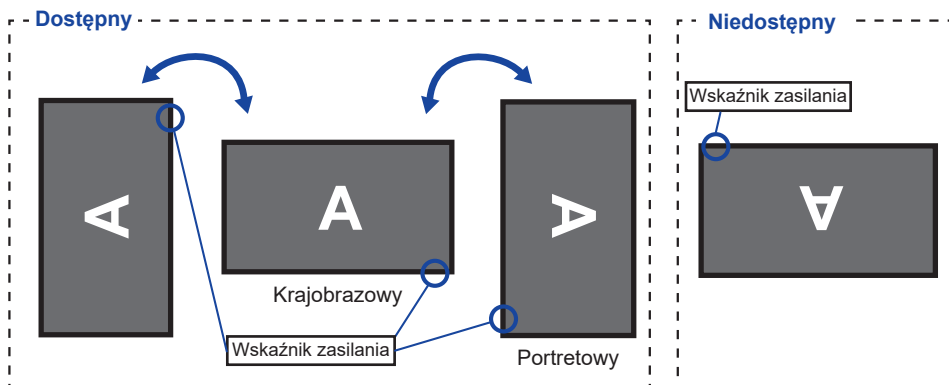 Dostępny
Niedostępny
Wskaźnik zasilania
A
A
A
A
Krajobrazowy
Wskaźnik zasilania
Portretowy